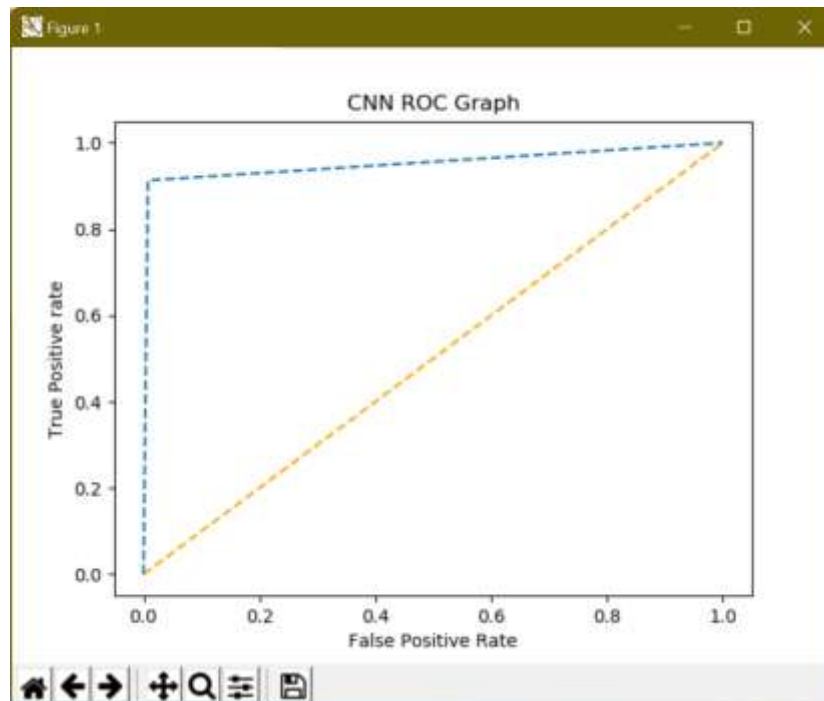 Figure 1
CNN ROC Graph
1.0
0.8
0.6
0.4
0.2
0.0
True Positive rate
0.0 0.2 0.4 0.6 0.8 1.0
False Positive Rate